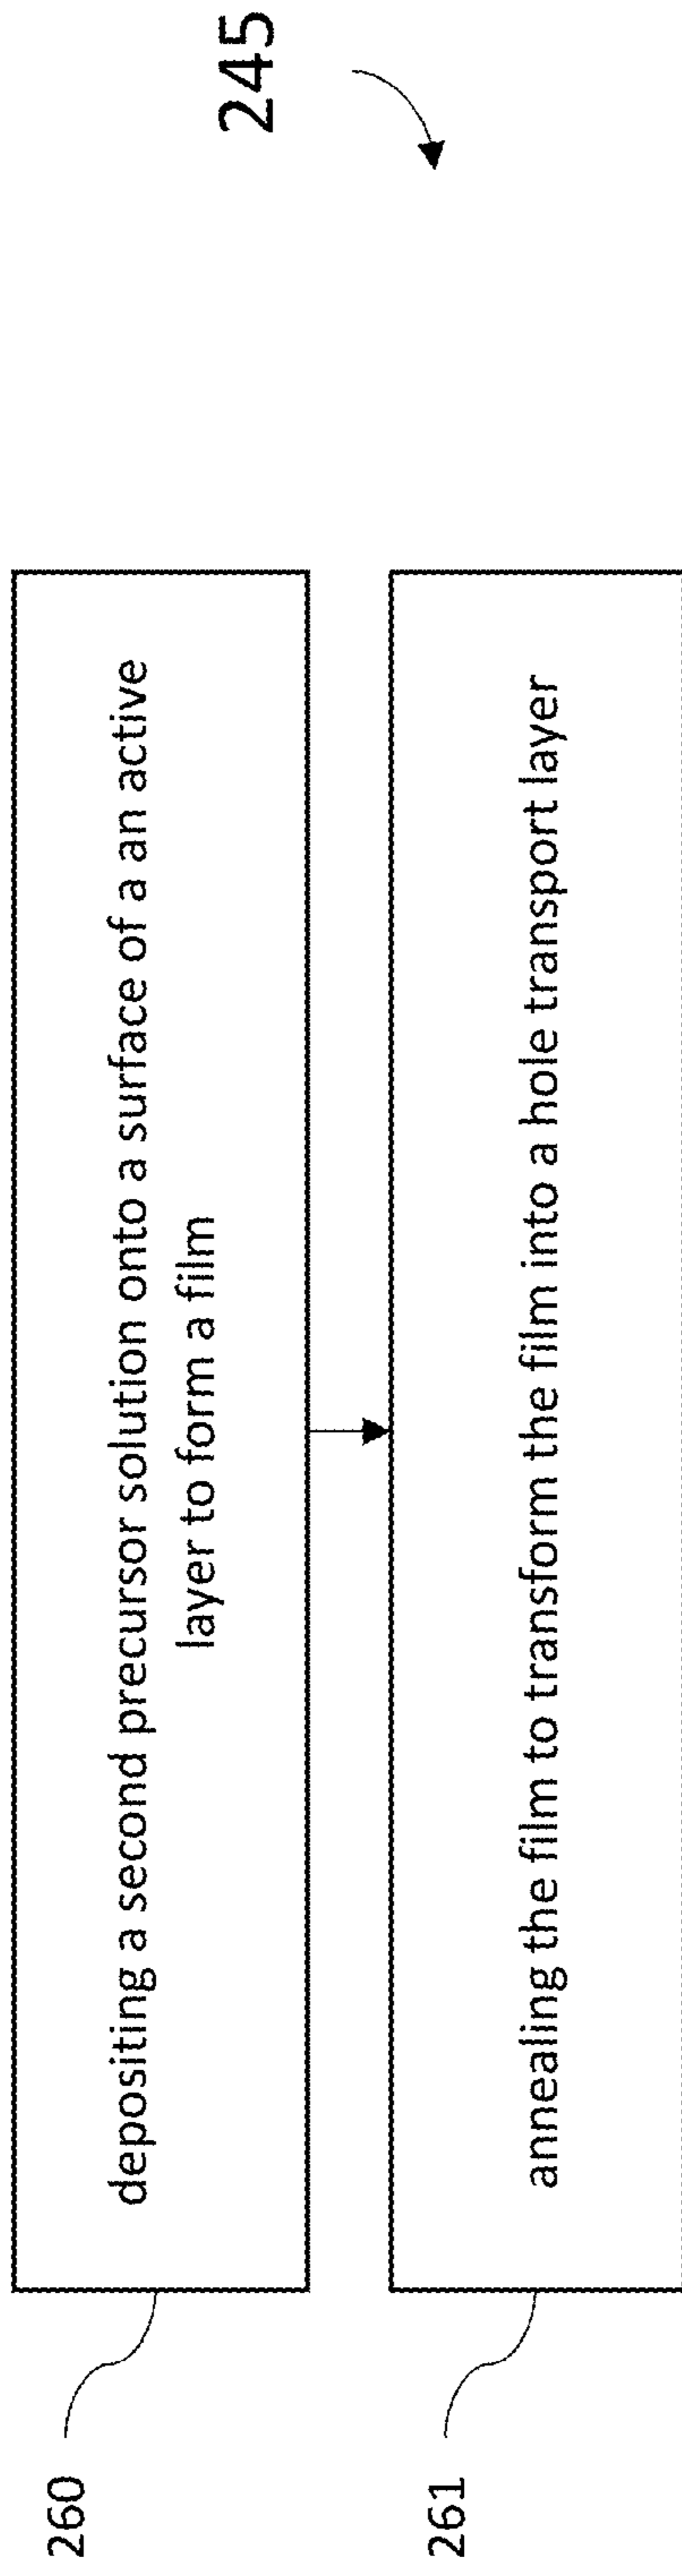 245
260
depositing a second precursor solution onto a surface of a an active
layer to form a film
261
annealing the film to transform the film into a hole transport layer